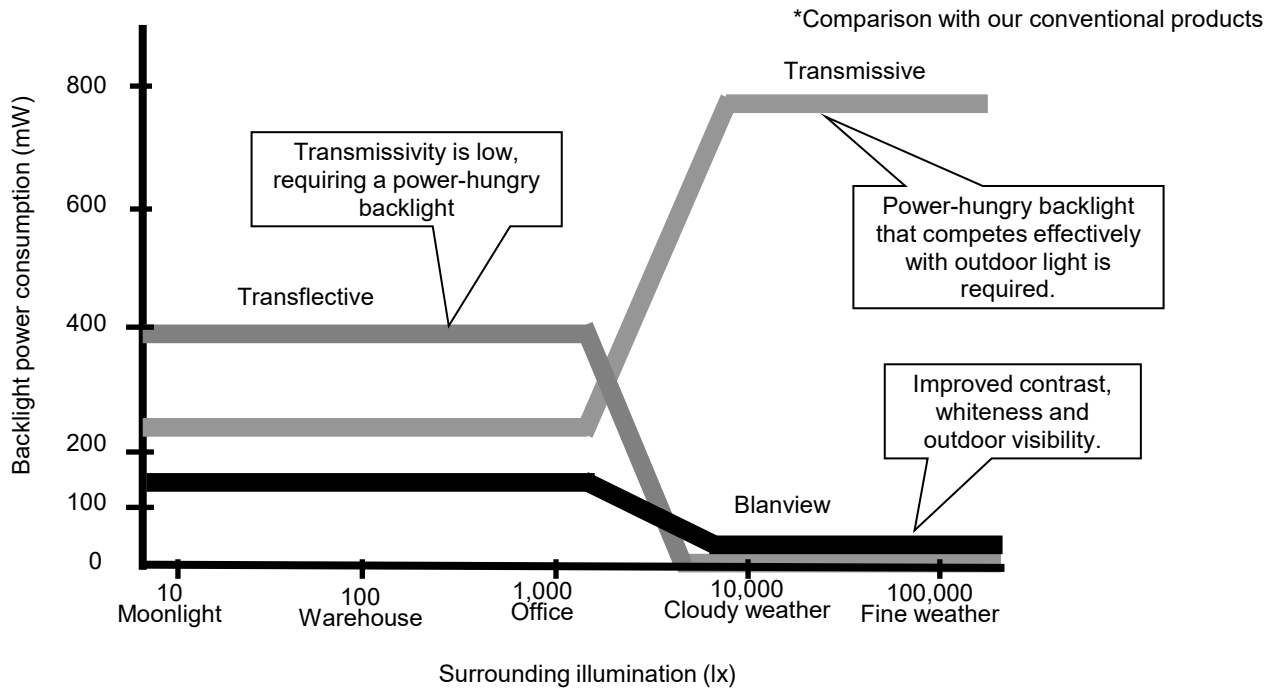 *Comparison with our conventional products
Transmissive
800
Transmissivity is low,
requiring a power-hungry
backlight
Power-hungry backlight
that competes effectively
with outdoor light is
required.
600
Backlight power consumption (mW)
Transflective
400
Improved contrast,
whiteness and
outdoor visibility.
200
100
Blanview
0
10
Moonlight
100
Warehouse
1,000
Office
10,000
Cloudy weather
100,000
Fine weather
Surrounding illumination (lx)